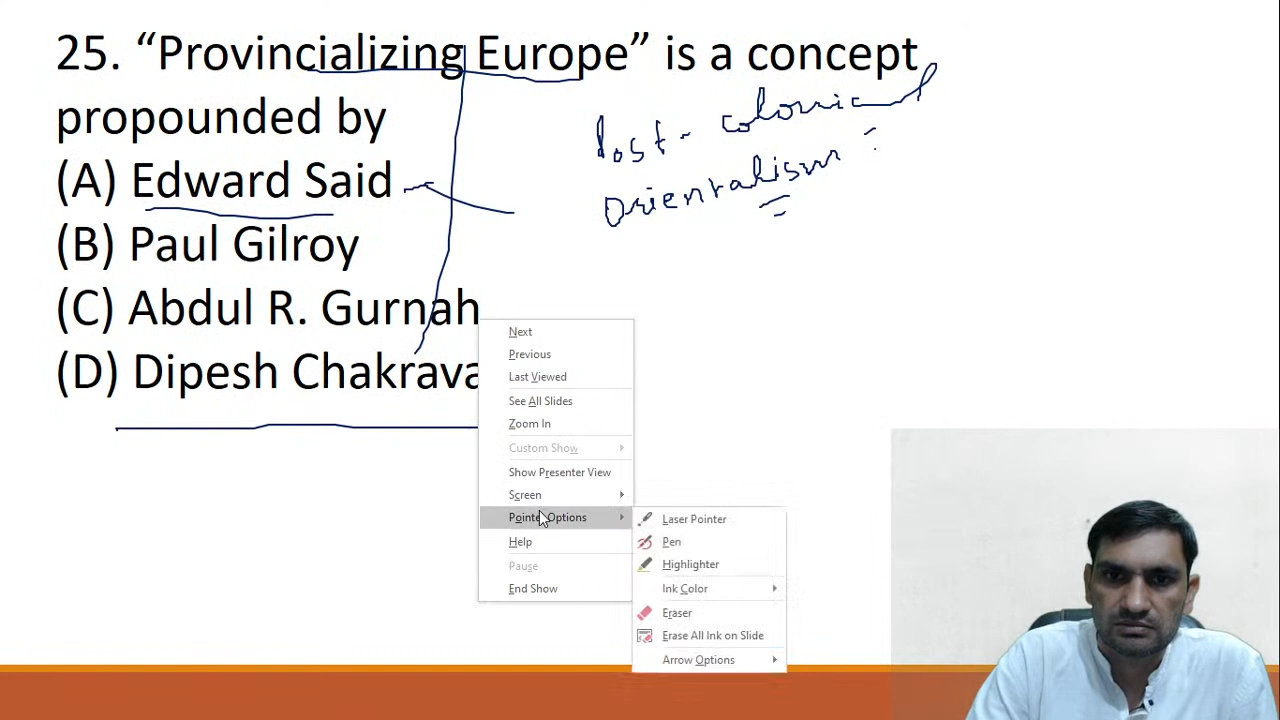 25. “Provincializing Europe” is a concept
propounded by
Post-colonial
(A) Edward Said
Orientalism
(B) Paul Gilroy
(C) Abdul R. Gurnah
(D) Dipesh Chakrava
Next
Previous
Last Viewed
See All Slides
Zoom In
Custom Show
Show Presenter View
Screen
Pointer Options
Help
Pause
End Show
Laser Pointer
Pen
Highlighter
Ink Color
Eraser
Erase All Ink on Slide
Arrow Options